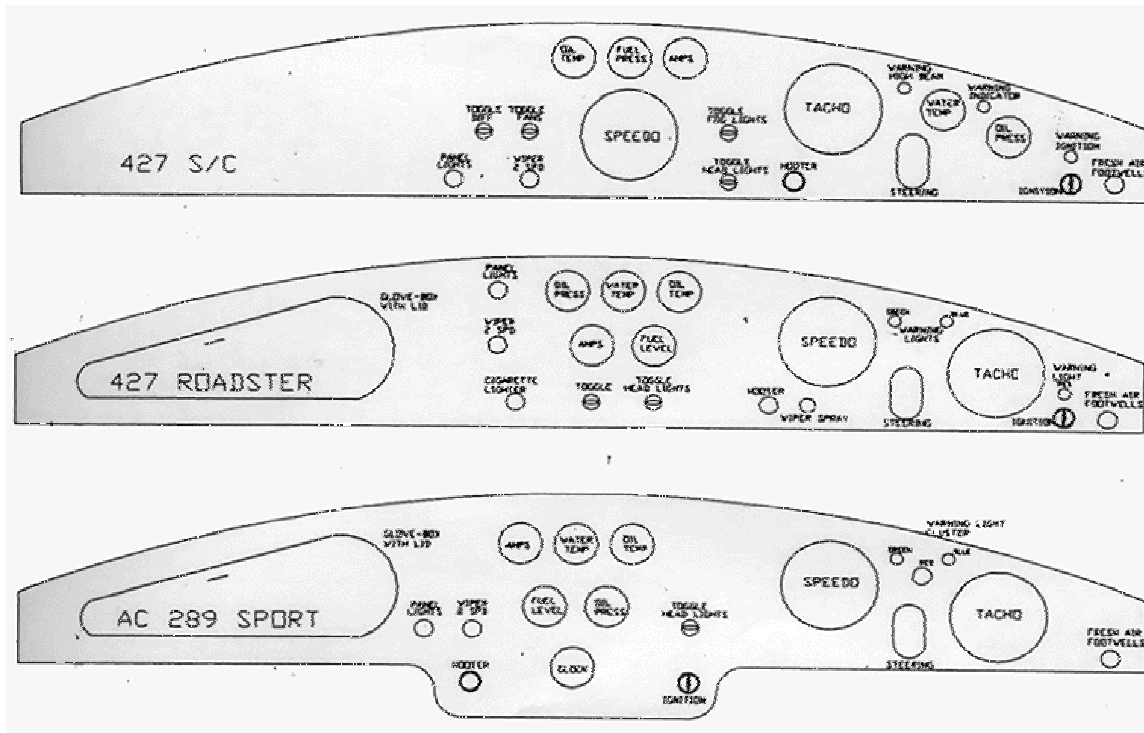 OIL
TEMP
FUEL
PRESS
AMPS
WARNING
HIGH BEAM
TACHO
WATER
TEMP
WARNING
INDICATOR
TOGGLE
TOGGLE
FANS
SPEEDO
TOGGLE
FOG LIGHTS
OIL
PRESS
WARNING
IGNITION
427 S/C
PANEL
LIGHTS
WIPER
2 SPD
TOGGLE
HEAD LIGHTS
HOOTER
STEERING
IGNITION
FRESH AIR
FOOTWELLS
PANEL
LIGHTS
GLOVE-BOX
WITH LID
OIL
PRESS
WATER
TEMP
OIL
TEMP
WIPER
2 SPD
AMPS
FUEL
LEVEL
SPEEDO
GREEN
BLUE
WARNING
LIGHTS
427 ROADSTER
CIGARETTE
LIGHTER
TOGGLE
TOGGLE
HEAD LIGHTS
HOOTER
WIPER SPRAY
STEERING
TACHO
WARNING
LIGHT
RED
IGNITION
FRESH AIR
FOOTWELLS
GLOVE-BOX
WITH LID
AMPS
WATER
TEMP
OIL
TEMP
WARNING LIGHT
CLUSTER
GREEN
RED
BLUE
SPEEDO
AC 289 SPORT
PANEL
LIGHTS
WIPER
2 SPD
FUEL
LEVEL
OIL
PRESS
TOGGLE
HEAD LIGHTS
STEERING
TACHO
FRESH AIR
FOOTWELLS
HOOTER
CLOCK
IGNITION